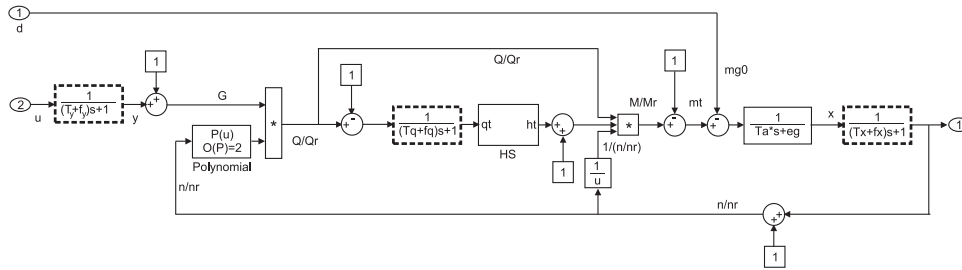 1
d
Q/Qr
1
mg0
1
1
M/Mr
mt
2
u
1
(Ty+fy)s+1
y
G
*
Q/Qr
1
(Tq+fq)s+1
qt
ht
HS
*
1/(n/nr)
1
Ta*s+eg
x
1
(Tx+fx)s+1
1
P(u)
O(P)=2
Polynomial
n/nr
1
1
u
n/nr
1